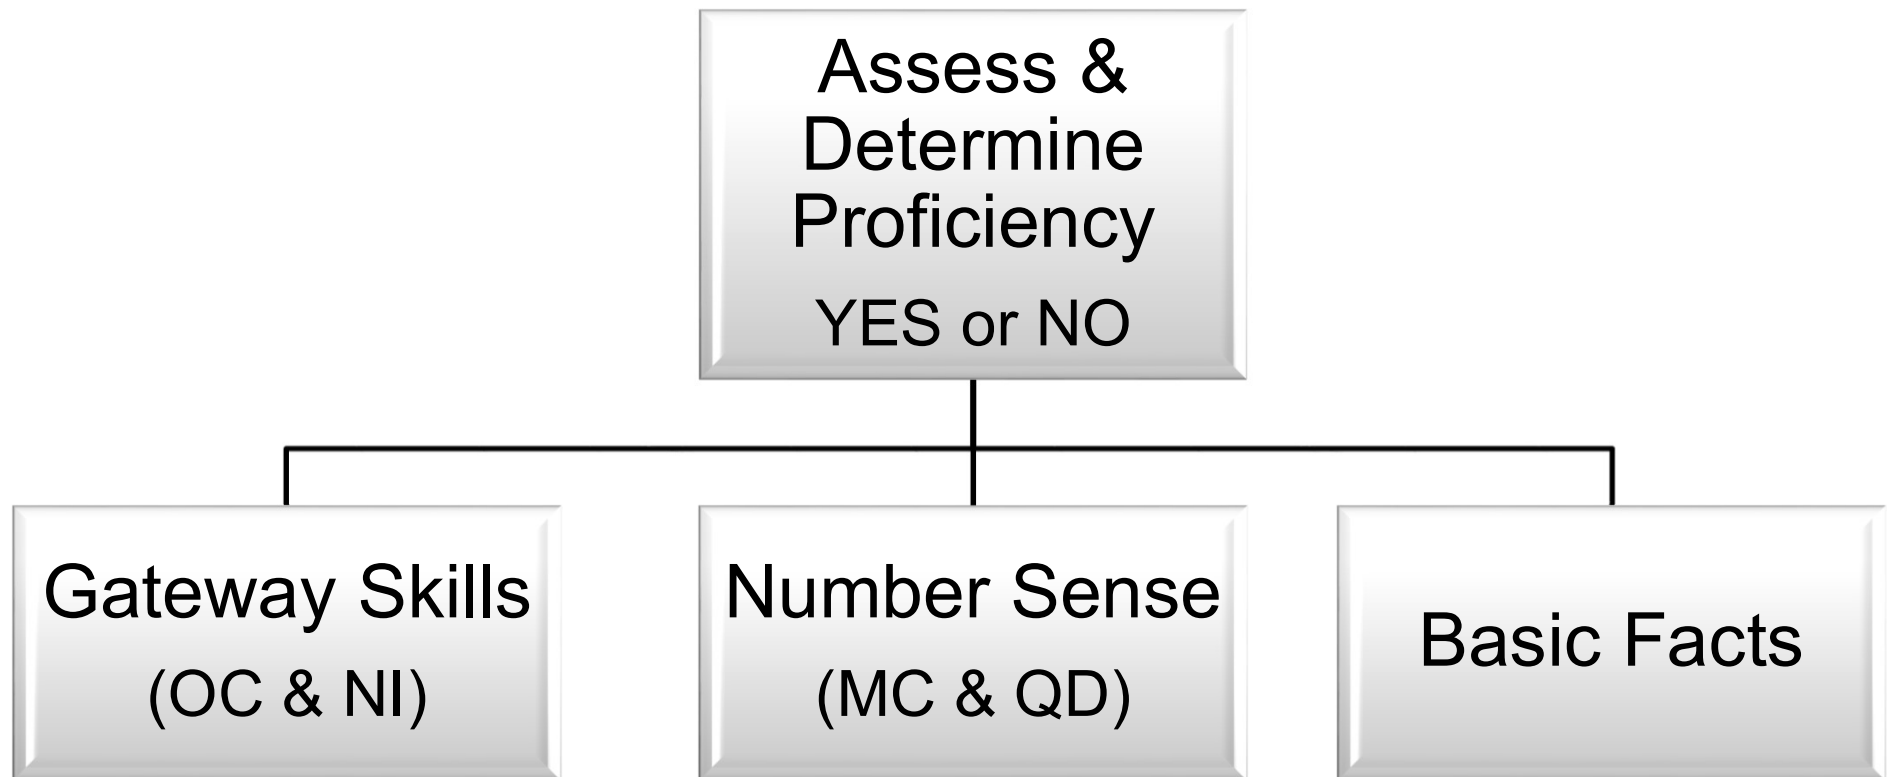 Assess &
Determine
Proficiency
YES or NO
Gateway Skills
(OC & NI)
Number Sense
(MC & QD)
Basic Facts